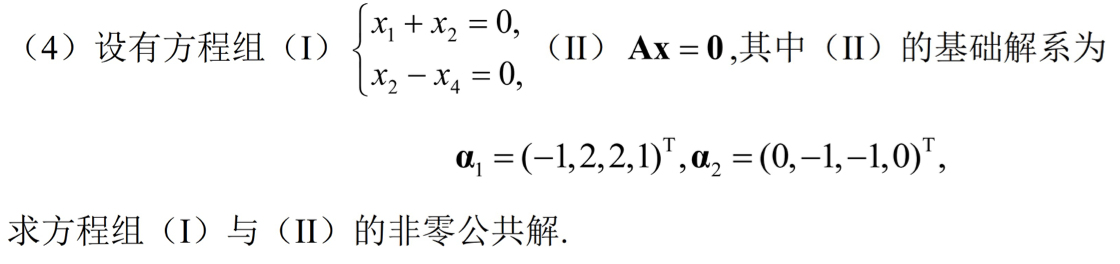 （4）设有方程组（I）{x₁ + x₂ = 0, x₂ − x₄ = 0,（II）Ax = 0,其中（II）的基础解系为
α₁ = (−1,2,2,1)ᵀ,α₂ = (0,−1,−1,0)ᵀ,
求方程组（I）与（II）的非零公共解.